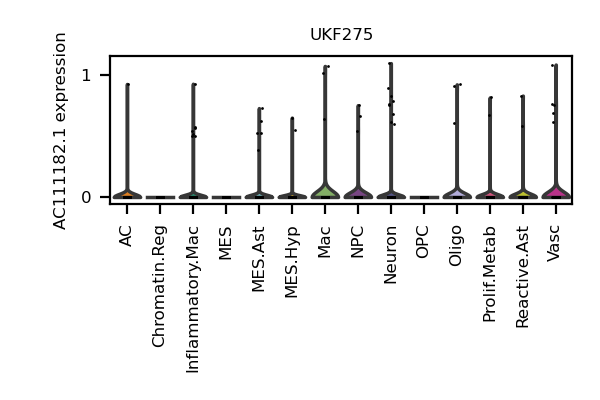 UKF275
AC111182.1 expression
1
0
AC
Chromatin.Reg
Inflammatory.Mac
MES
MES.Ast
MES.Hyp
Mac
NPC
Neuron
OPC
Oligo
Prolif.Metab
Reactive.Ast
Vasc